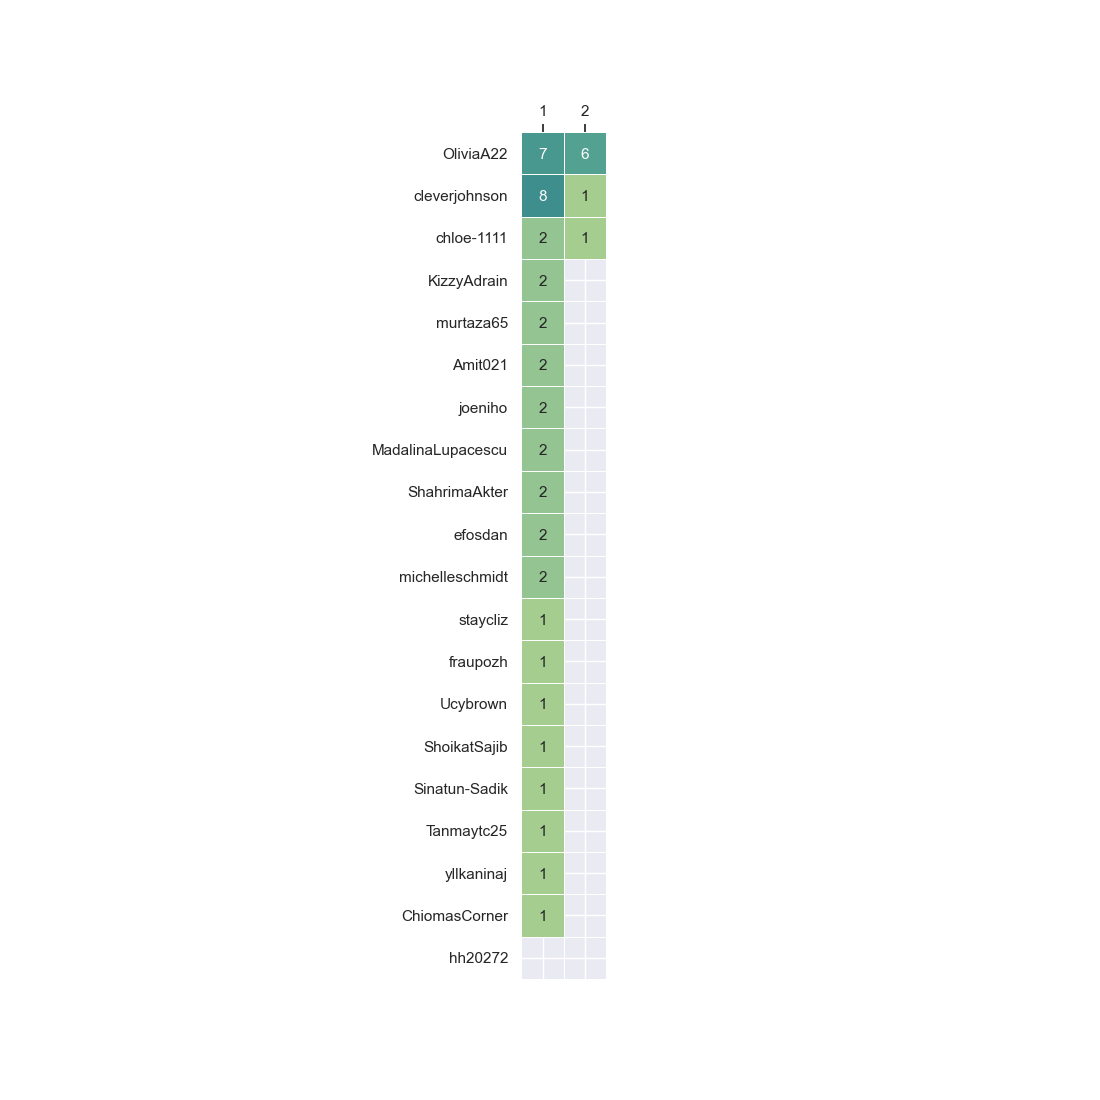 1 2
OliviaA22 7 6
cleverjohnson 8 1
chloe-1111 2 1
KizzyAdrain 2
murtaza65 2
Amit021 2
joeniho 2
MadalinaLupacescu 2
ShahrimaAkter 2
efosdan 2
michelleschmidt 2
staycliz 1
fraupozh 1
Ucybrown 1
ShoikatSajib 1
Sinatun-Sadik 1
Tanmaytc25 1
yllkaninaj 1
ChiomasCorner 1
hh20272